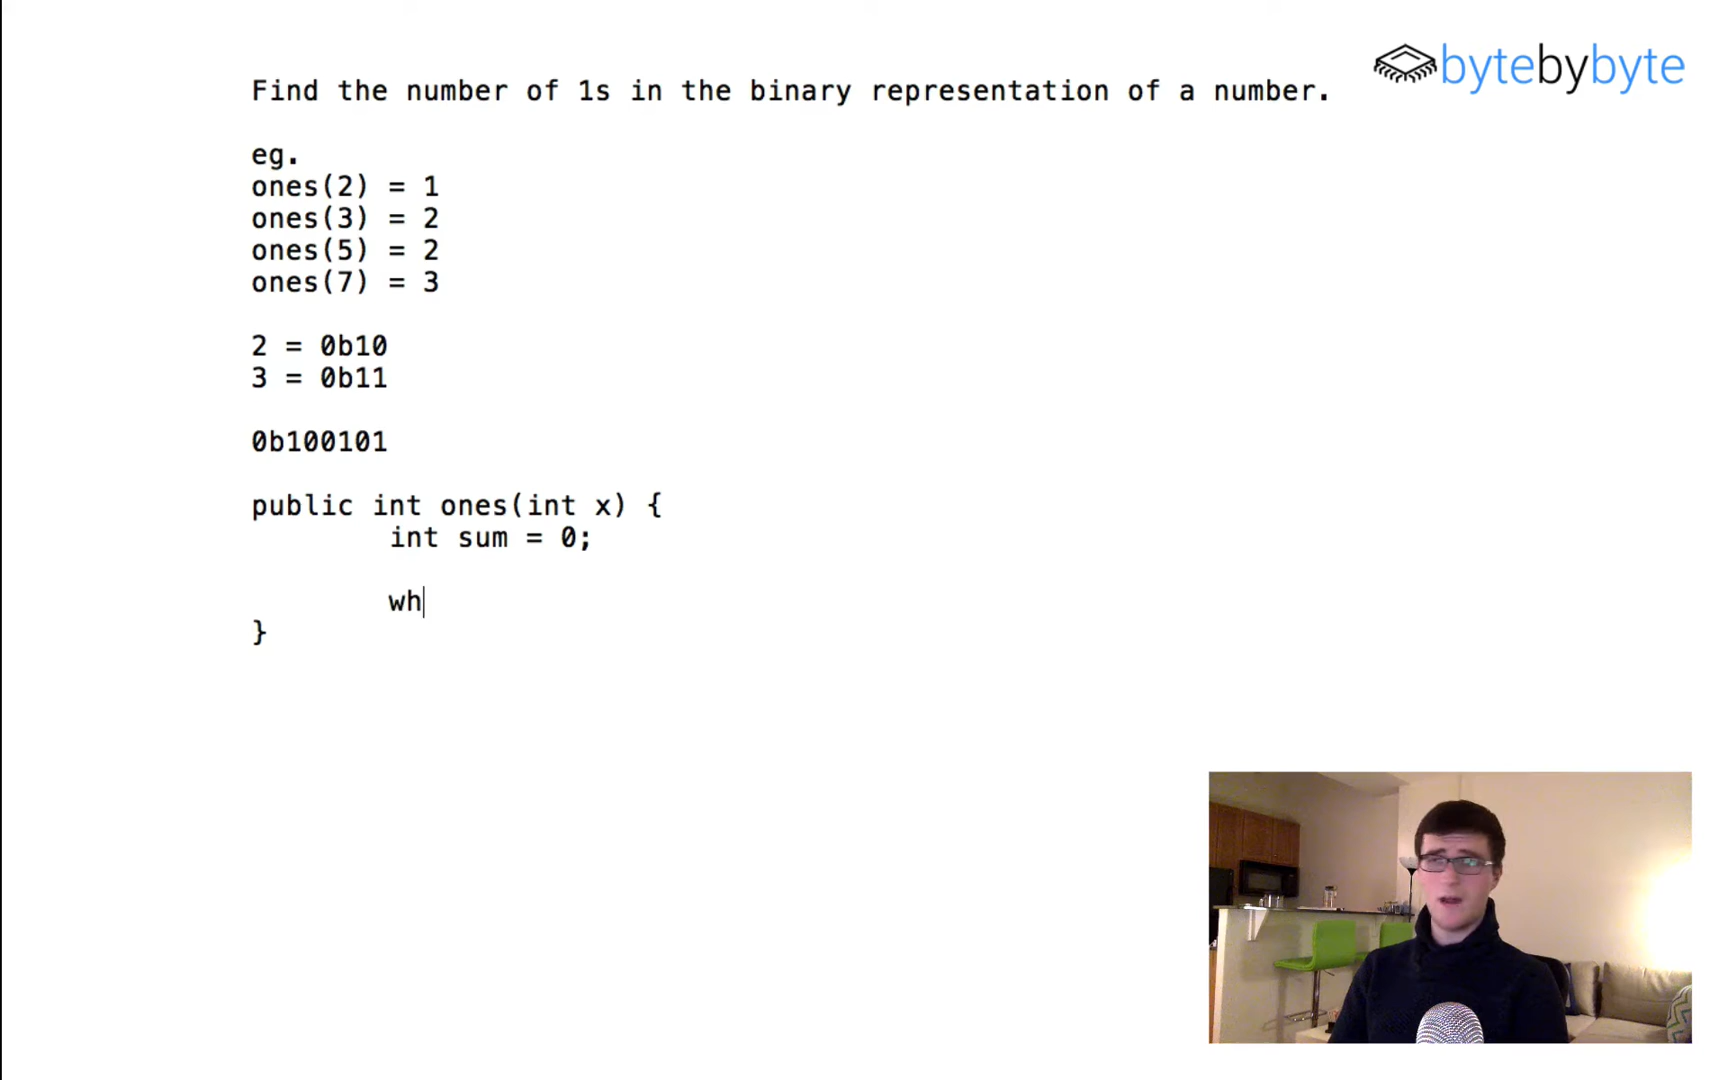 bytebybyte
Find the number of 1s in the binary representation of a number.
eg.
ones(2) = 1
ones(3) = 2
ones(5) = 2
ones(7) = 3
2 = 0b10
3 = 0b11
0b100101
public int ones(int x) {
int sum = 0;
wh
}